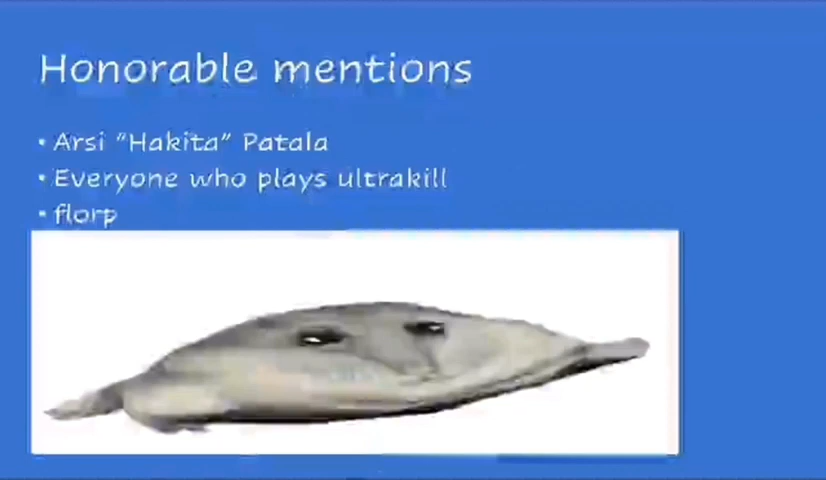 Honorable mentions
• Arsi "Hakita" Patala
• Everyone who plays ultrakill
• florp